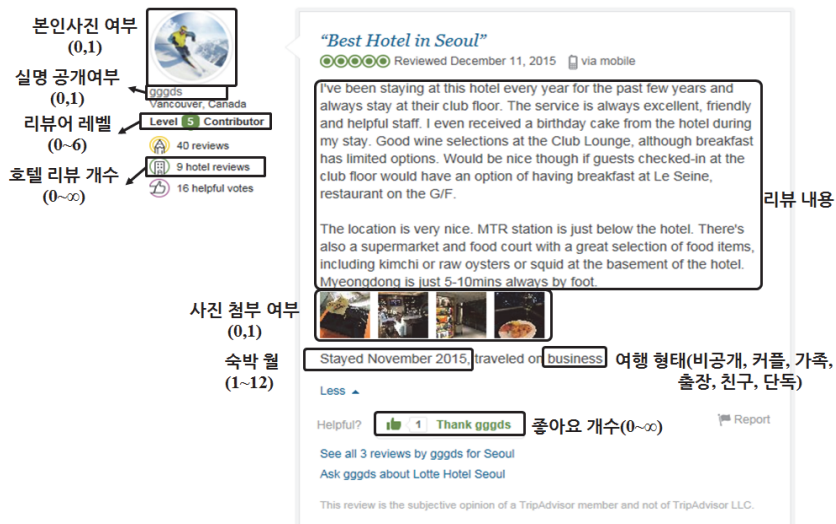 본인사진 여부
(0,1)
실명 공개여부
(0,1)
리뷰어 레벨
(0~6)
호텔 리뷰 개수
(0~∞)
gggds
Vancouver, Canada
Level 5 Contributor
40 reviews
9 hotel reviews
16 helpful votes
“Best Hotel in Seoul”
Reviewed December 11, 2015 via mobile
I've been staying at this hotel every year for the past few years and
always stay at their club floor. The service is always excellent, friendly
and helpful staff. I even received a birthday cake from the hotel during
my stay. Good wine selections at the Club Lounge, although breakfast
has limited options. Would be nice though if guests checked-in at the
club floor would have an option of having breakfast at Le Seine,
restaurant on the G/F.
The location is very nice. MTR station is just below the hotel. There's
also a supermarket and food court with a great selection of food items,
including kimchi or raw oysters or squid at the basement of the hotel.
Myeongdong is just 5-10mins always by foot.
리뷰 내용
사진 첨부 여부
(0,1)
숙박 월
(1~12)
Stayed November 2015, traveled on business
여행 형태(비공개, 커플, 가족,
출장, 친구, 단독)
Less
Helpful? 1 Thank gggds
좋아요 개수(0~∞)
Report
See all 3 reviews by gggds for Seoul
Ask gggds about Lotte Hotel Seoul
This review is the subjective opinion of a TripAdvisor member and not of TripAdvisor LLC.